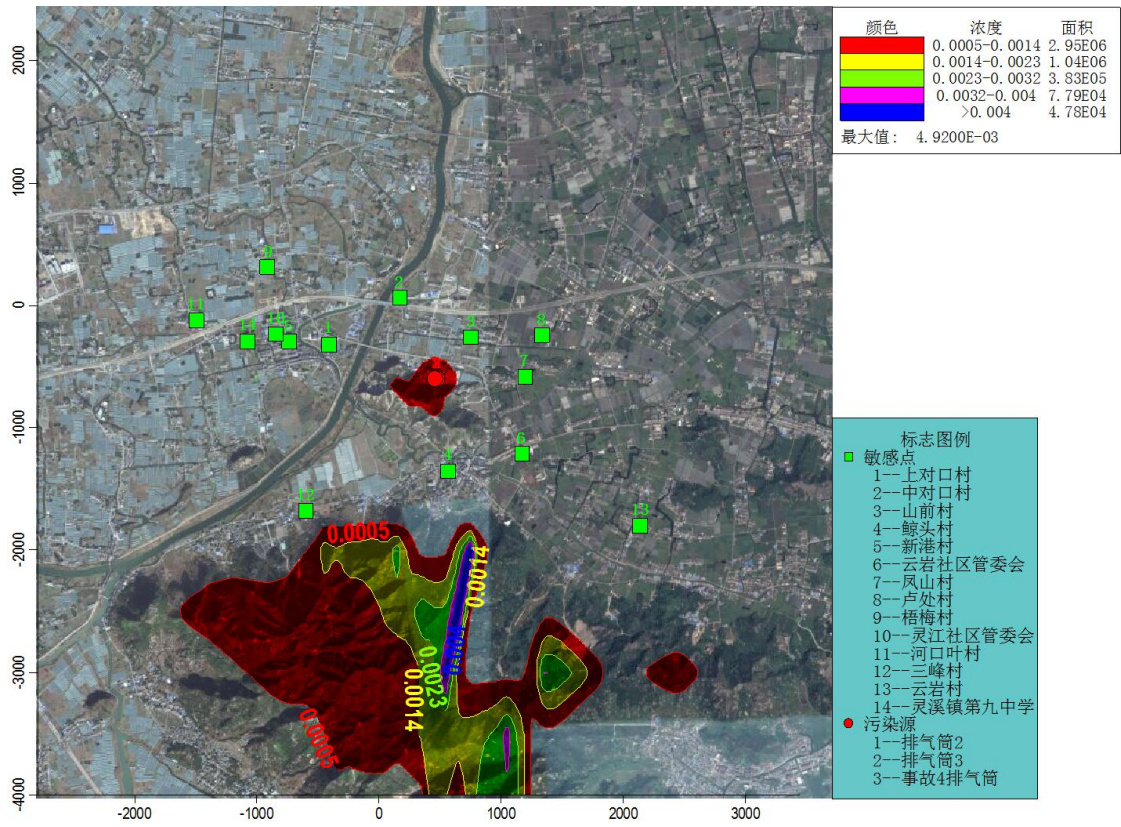 颜色 浓度 面积
0.0005-0.0014 2.95E06
0.0014-0.0023 1.04E06
0.0023-0.0032 3.83E05
0.0032-0.004 7.79E04
>0.004 4.78E04
最大值: 4.9200E-03
2000
1000
0
-1000
-2000
-3000
-4000
9
2
11
14
10
5
1
3
8
7
6
4
12
13
0.0005
0.0014
0.0023
0.0014
0.0005
标志图例
敏感点
1--上对口村
2--中对口村
3--山前村
4--鲸头村
5--新港村
6--云岩社区管委会
7--凤山村
8--卢处村
9--梧梅村
10--灵江社区管委会
11--河口叶村
12--三峰村
13--云岩村
14--灵溪镇第九中学
污染源
1--排气筒2
2--排气筒3
3--事故4排气筒
-2000 -1000 0 1000 2000 3000